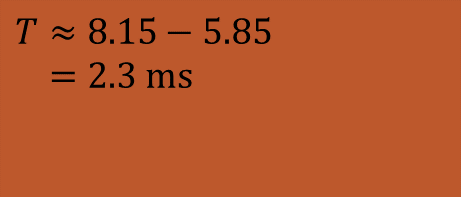 T ≈ 8.15 − 5.85
= 2.3 ms